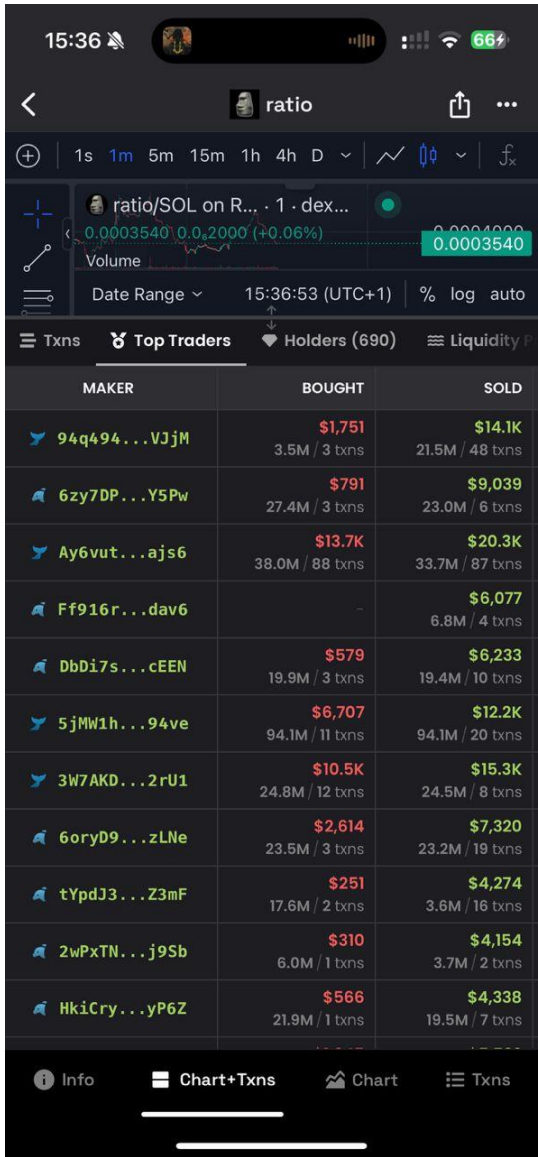 15:36
66
ratio
1s 1m 5m 15m 1h 4h D
ratio/SOL on R... · 1 · dex...
0.0003540 0.0₈2000 (+0.06%)
0.0004000
0.0003540
Volume
Date Range 15:36:53 (UTC+1) % log auto
Txns Top Traders Holders (690) Liquidity P
MAKER BOUGHT SOLD
94q494...VJjM $1,751 $14.1K
3.5M / 3 txns 21.5M / 48 txns
6zy7DP...Y5Pw $791 $9,039
27.4M / 3 txns 23.0M / 6 txns
Ay6vut...ajs6 $13.7K $20.3K
38.0M / 88 txns 33.7M / 87 txns
Ff916r...dav6 - $6,077
6.8M / 4 txns
DbDi7s...cEEN $579 $6,233
19.9M / 3 txns 19.4M / 10 txns
5jMW1h...94ve $6,707 $12.2K
94.1M / 11 txns 94.1M / 20 txns
3W7AKD...2rU1 $10.5K $15.3K
24.8M / 12 txns 24.5M / 8 txns
6oryD9...zLNe $2,614 $7,320
23.5M / 3 txns 23.2M / 19 txns
tYpdJ3...Z3mF $251 $4,274
17.6M / 2 txns 3.6M / 16 txns
2wPxTN...j9Sb $310 $4,154
6.0M / 1 txns 3.7M / 2 txns
HkiCry...yP6Z $566 $4,338
21.9M / 1 txns 19.5M / 7 txns
Info Chart+Txns Chart Txns